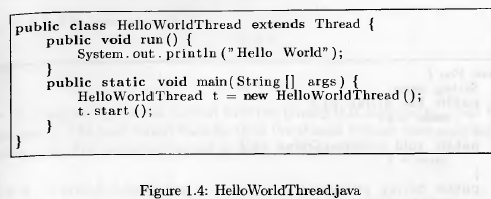 public class HelloWorldThread extends Thread {
    public void run() {
        System.out.println("Hello World");
    }
    public static void main(String[] args) {
        HelloWorldThread t = new HelloWorldThread();
        t.start();
    }
}
Figure 1.4: HelloWorldThread.java